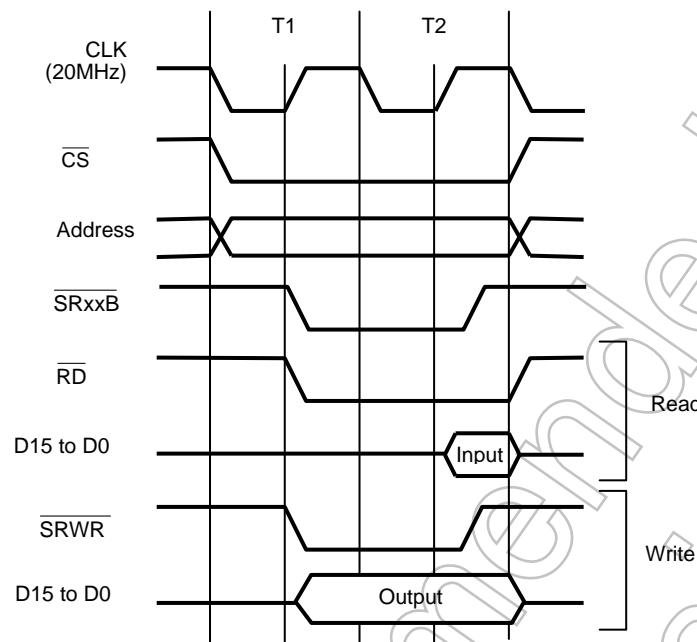 T1 T2
CLK
(20MHz)
CS
Address
SRxxB
RD
Read
D15 to D0
Input
SRWR
Write
D15 to D0
Output